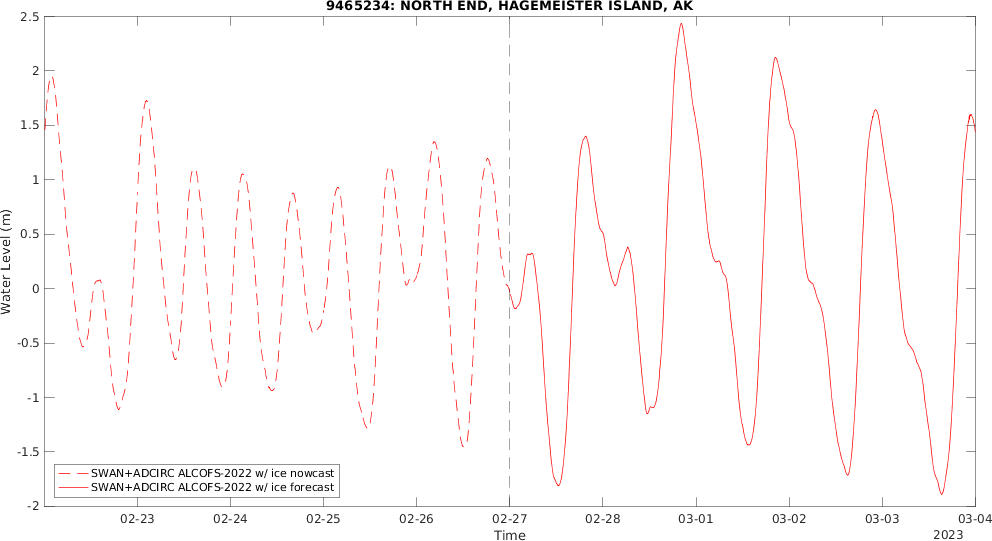 9465234: NORTH END, HAGEMEISTER ISLAND, AK
2.5
2
1.5
1
0.5
0
-0.5
-1
-1.5
-2
Water Level (m)
SWAN+ADCIRC ALCOFS-2022 w/ ice nowcast
SWAN+ADCIRC ALCOFS-2022 w/ ice forecast
02-23 02-24 02-25 02-26 02-27 02-28 03-01 03-02 03-03 03-04
Time
2023